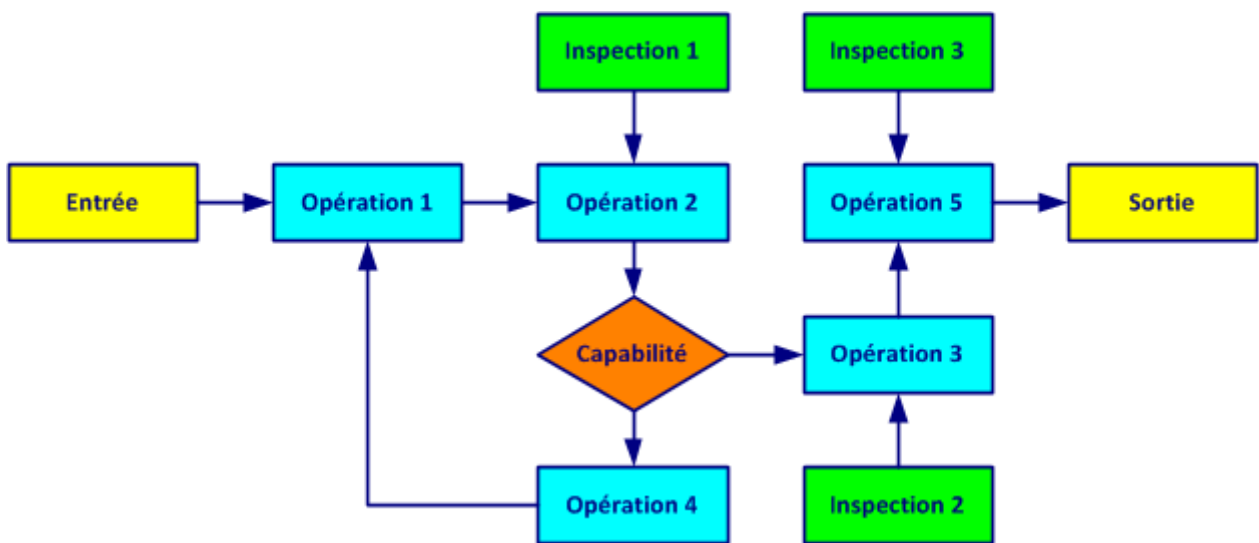 Inspection 1
Inspection 3
Entrée
Opération 1
Opération 2
Opération 5
Sortie
Capabilité
Opération 3
Opération 4
Inspection 2